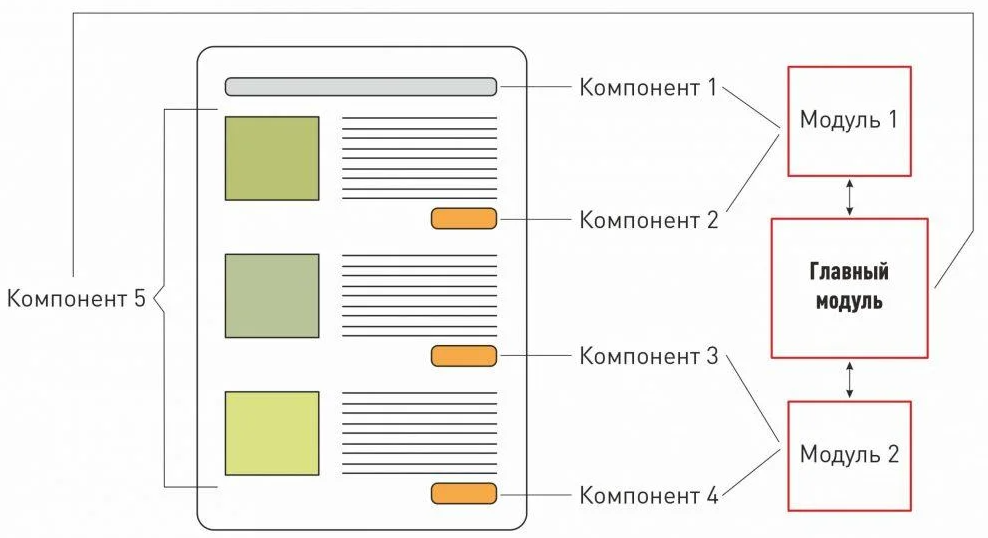 Компонент 1
Модуль 1
Компонент 2
Главный
модуль
Компонент 5
Компонент 3
Модуль 2
Компонент 4